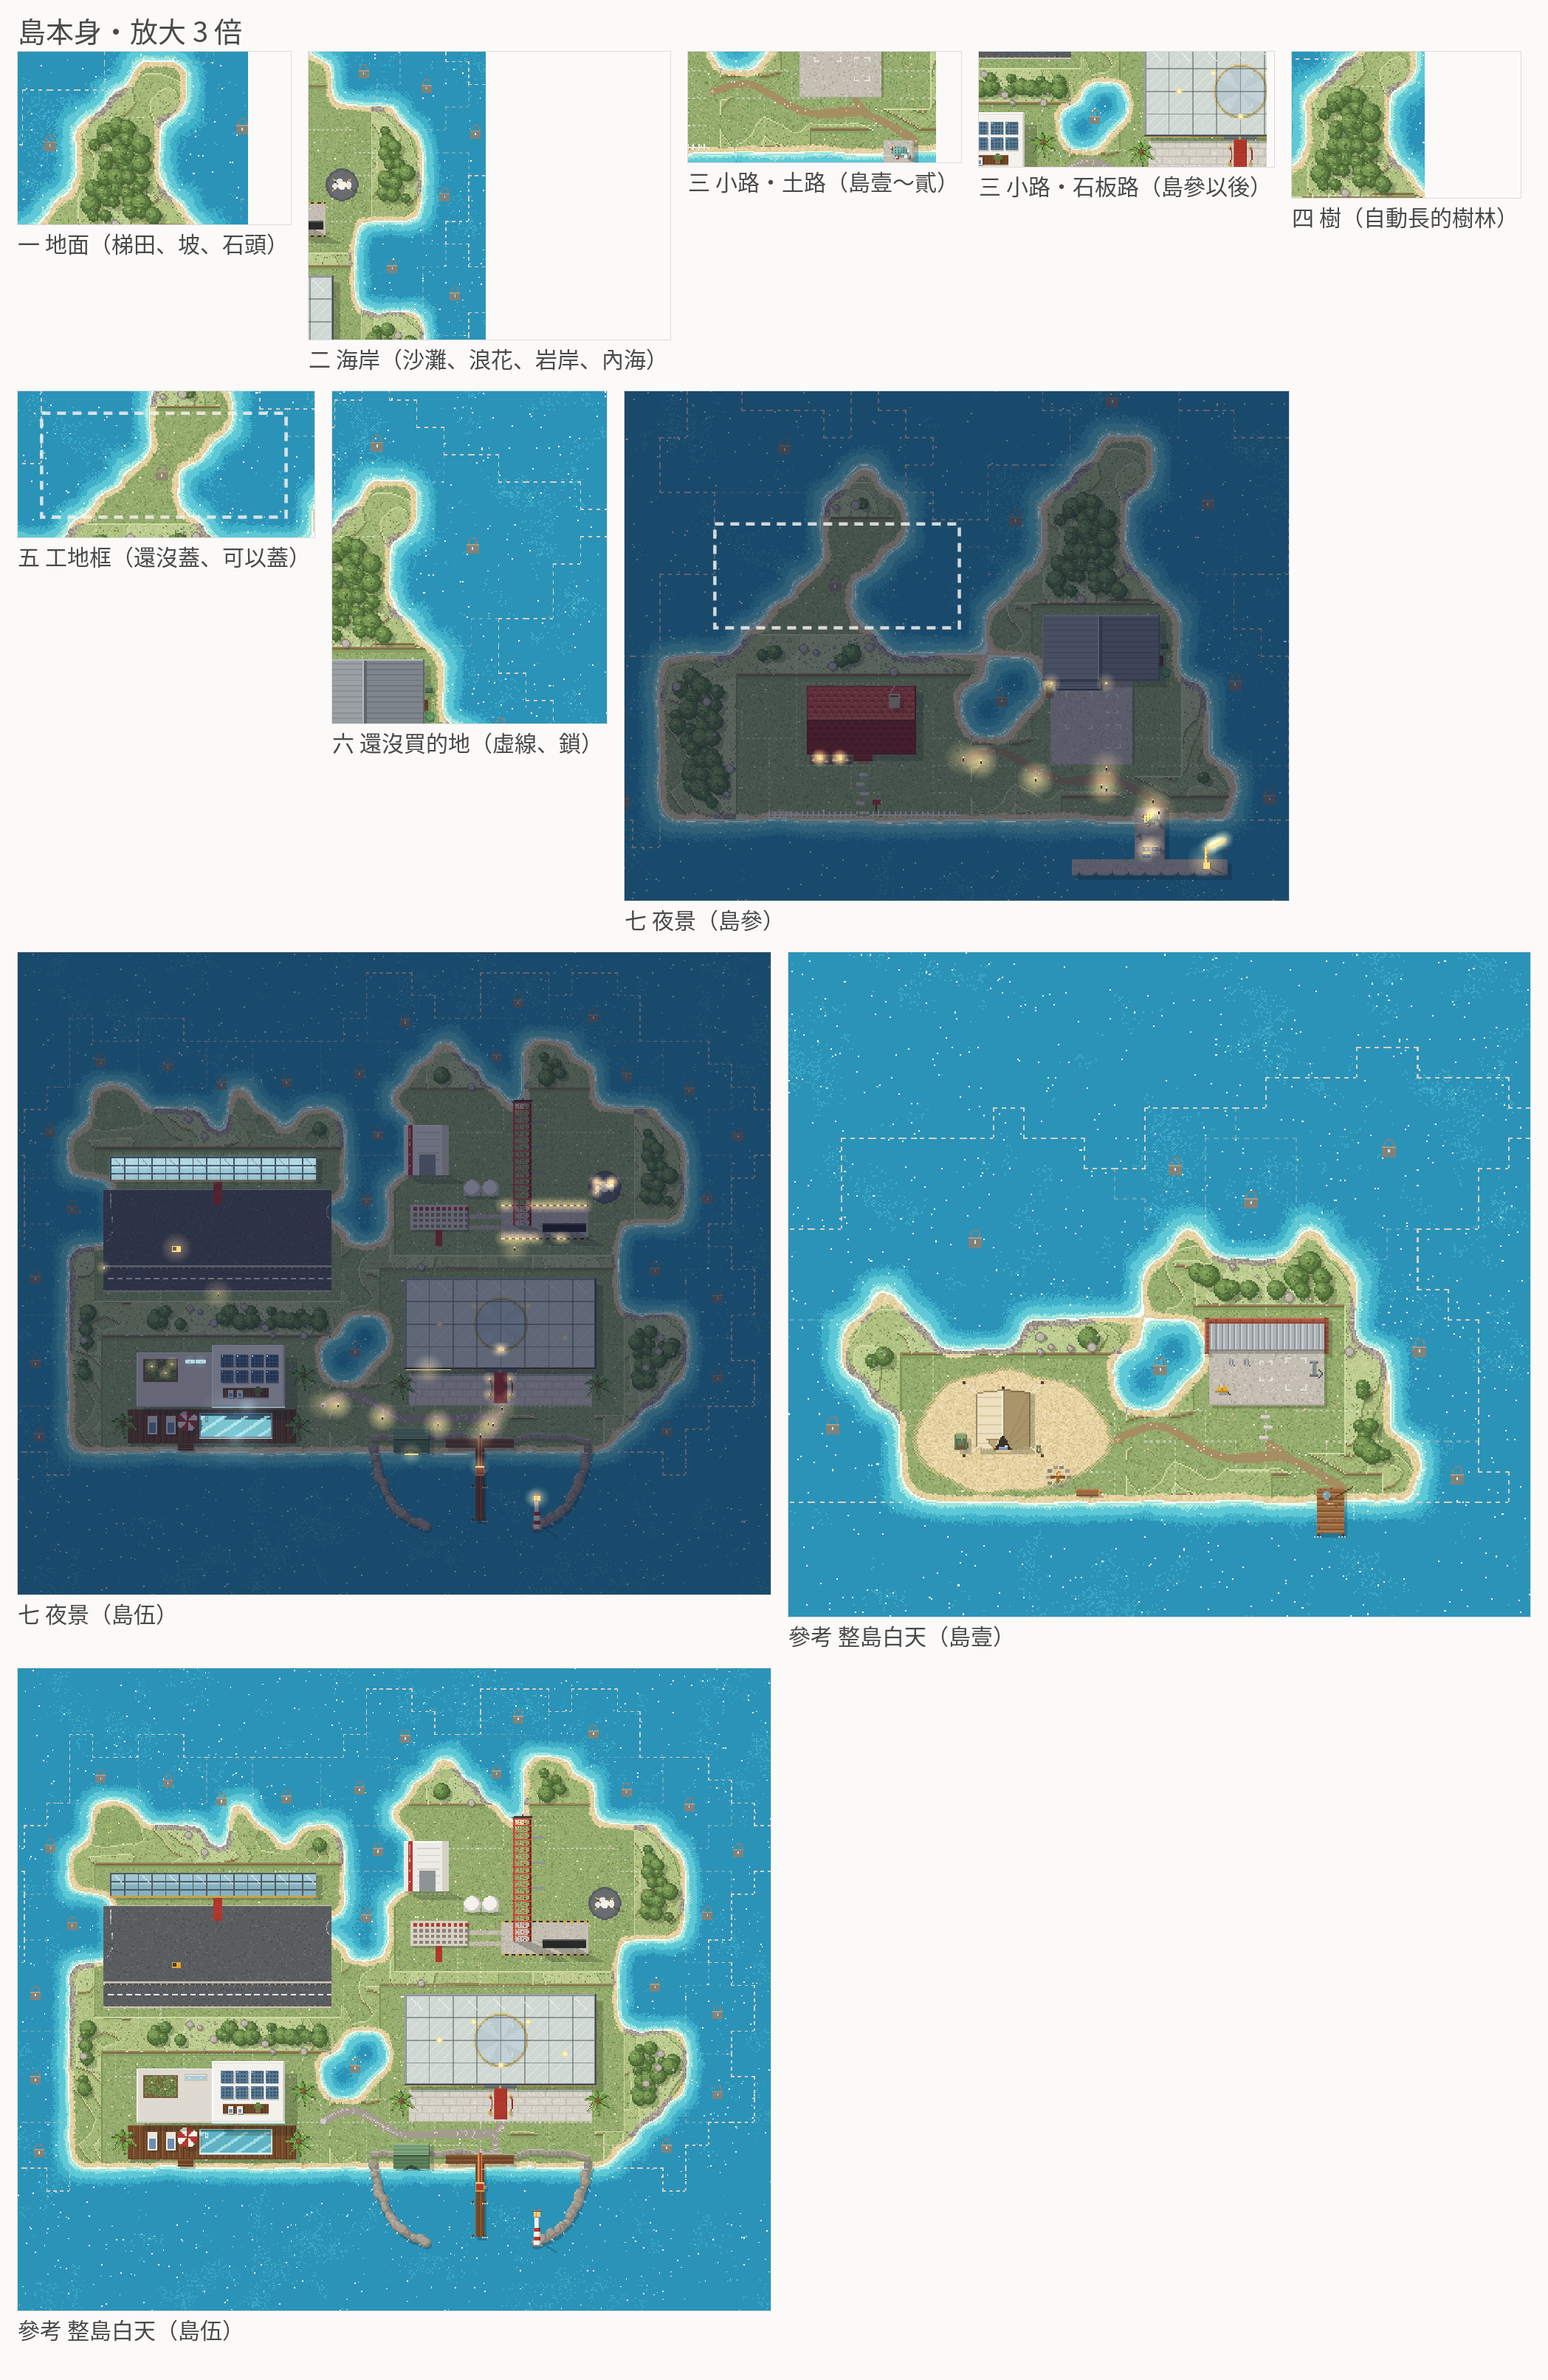 島本身・放大 3 倍
一 地面（梯田、坡、石頭）
二 海岸（沙灘、浪花、岩岸、內海）
三 小路・土路（島壹～貳）
三 小路・石板路（島參以後）
四 樹（自動長的樹林）
五 工地框（還沒蓋、可以蓋）
六 還沒買的地（虛線、鎖）
七 夜景（島參）
七 夜景（島伍）
參考 整島白天（島壹）
參考 整島白天（島伍）